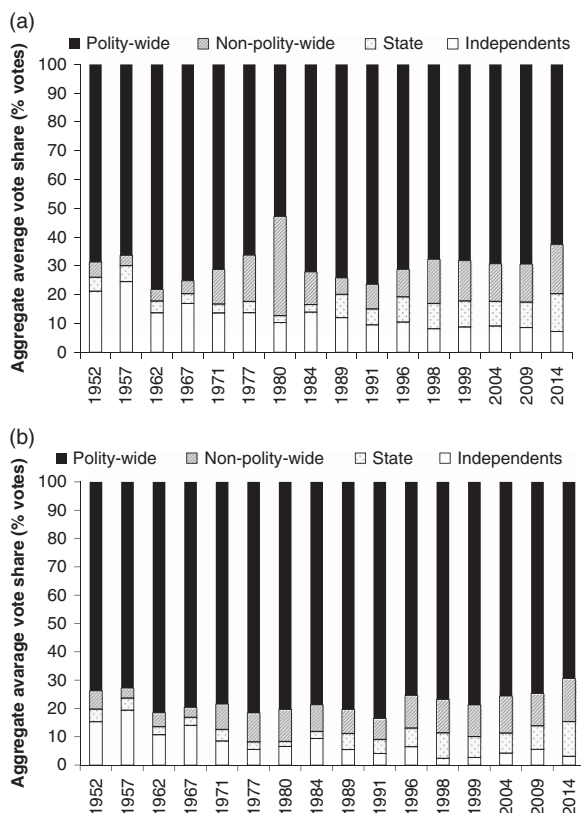 (a)
Polity-wide Non-polity-wide State Independents
Aggregate average vote share (% votes)
100
90
80
70
60
50
40
30
20
10
0
1952 1957 1962 1967 1971 1977 1980 1984 1989 1991 1996 1998 1999 2004 2009 2014
(b)
Polity-wide Non-polity-wide State Independents
Aggregate avarage vote share (% votes)
100
90
80
70
60
50
40
30
20
10
0
1952 1957 1962 1967 1971 1977 1980 1984 1989 1991 1996 1998 1999 2004 2009 2014